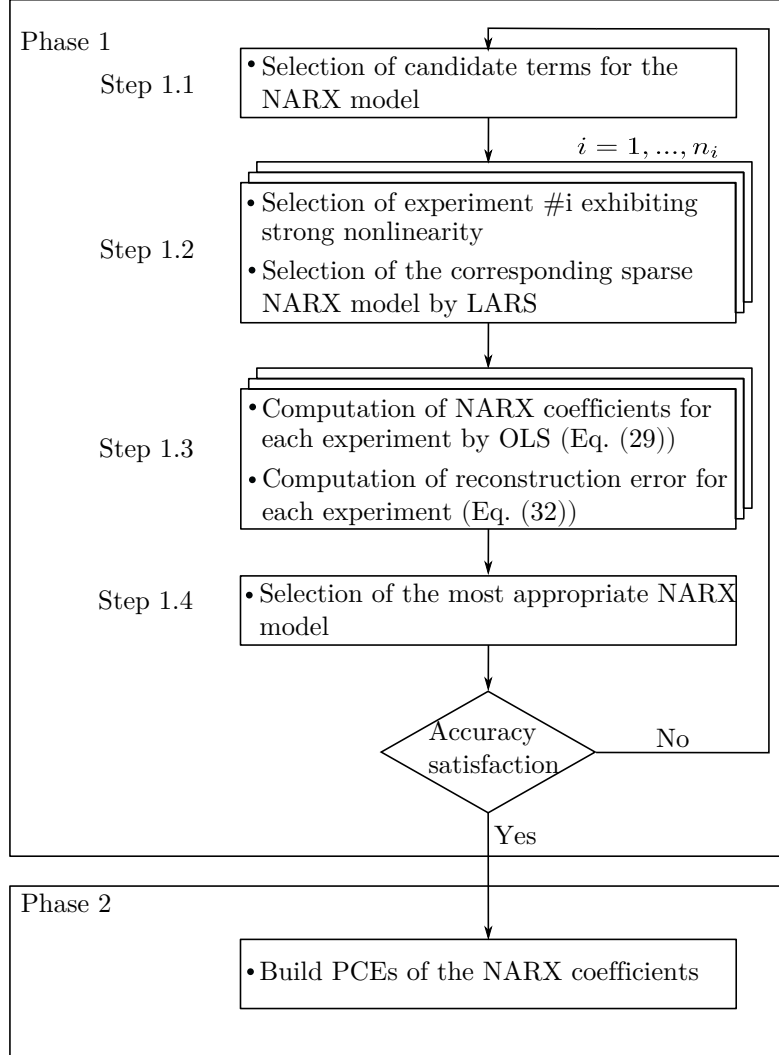 Phase 1
Step 1.1
• Selection of candidate terms for the
NARX model
i = 1, ..., n_i
Step 1.2
• Selection of experiment #i exhibiting
strong nonlinearity
• Selection of the corresponding sparse
NARX model by LARS
Step 1.3
• Computation of NARX coefficients for
each experiment by OLS (Eq. (29))
• Computation of reconstruction error for
each experiment (Eq. (32))
Step 1.4
• Selection of the most appropriate NARX
model
Accuracy
satisfaction
No
Yes
Phase 2
• Build PCEs of the NARX coefficients